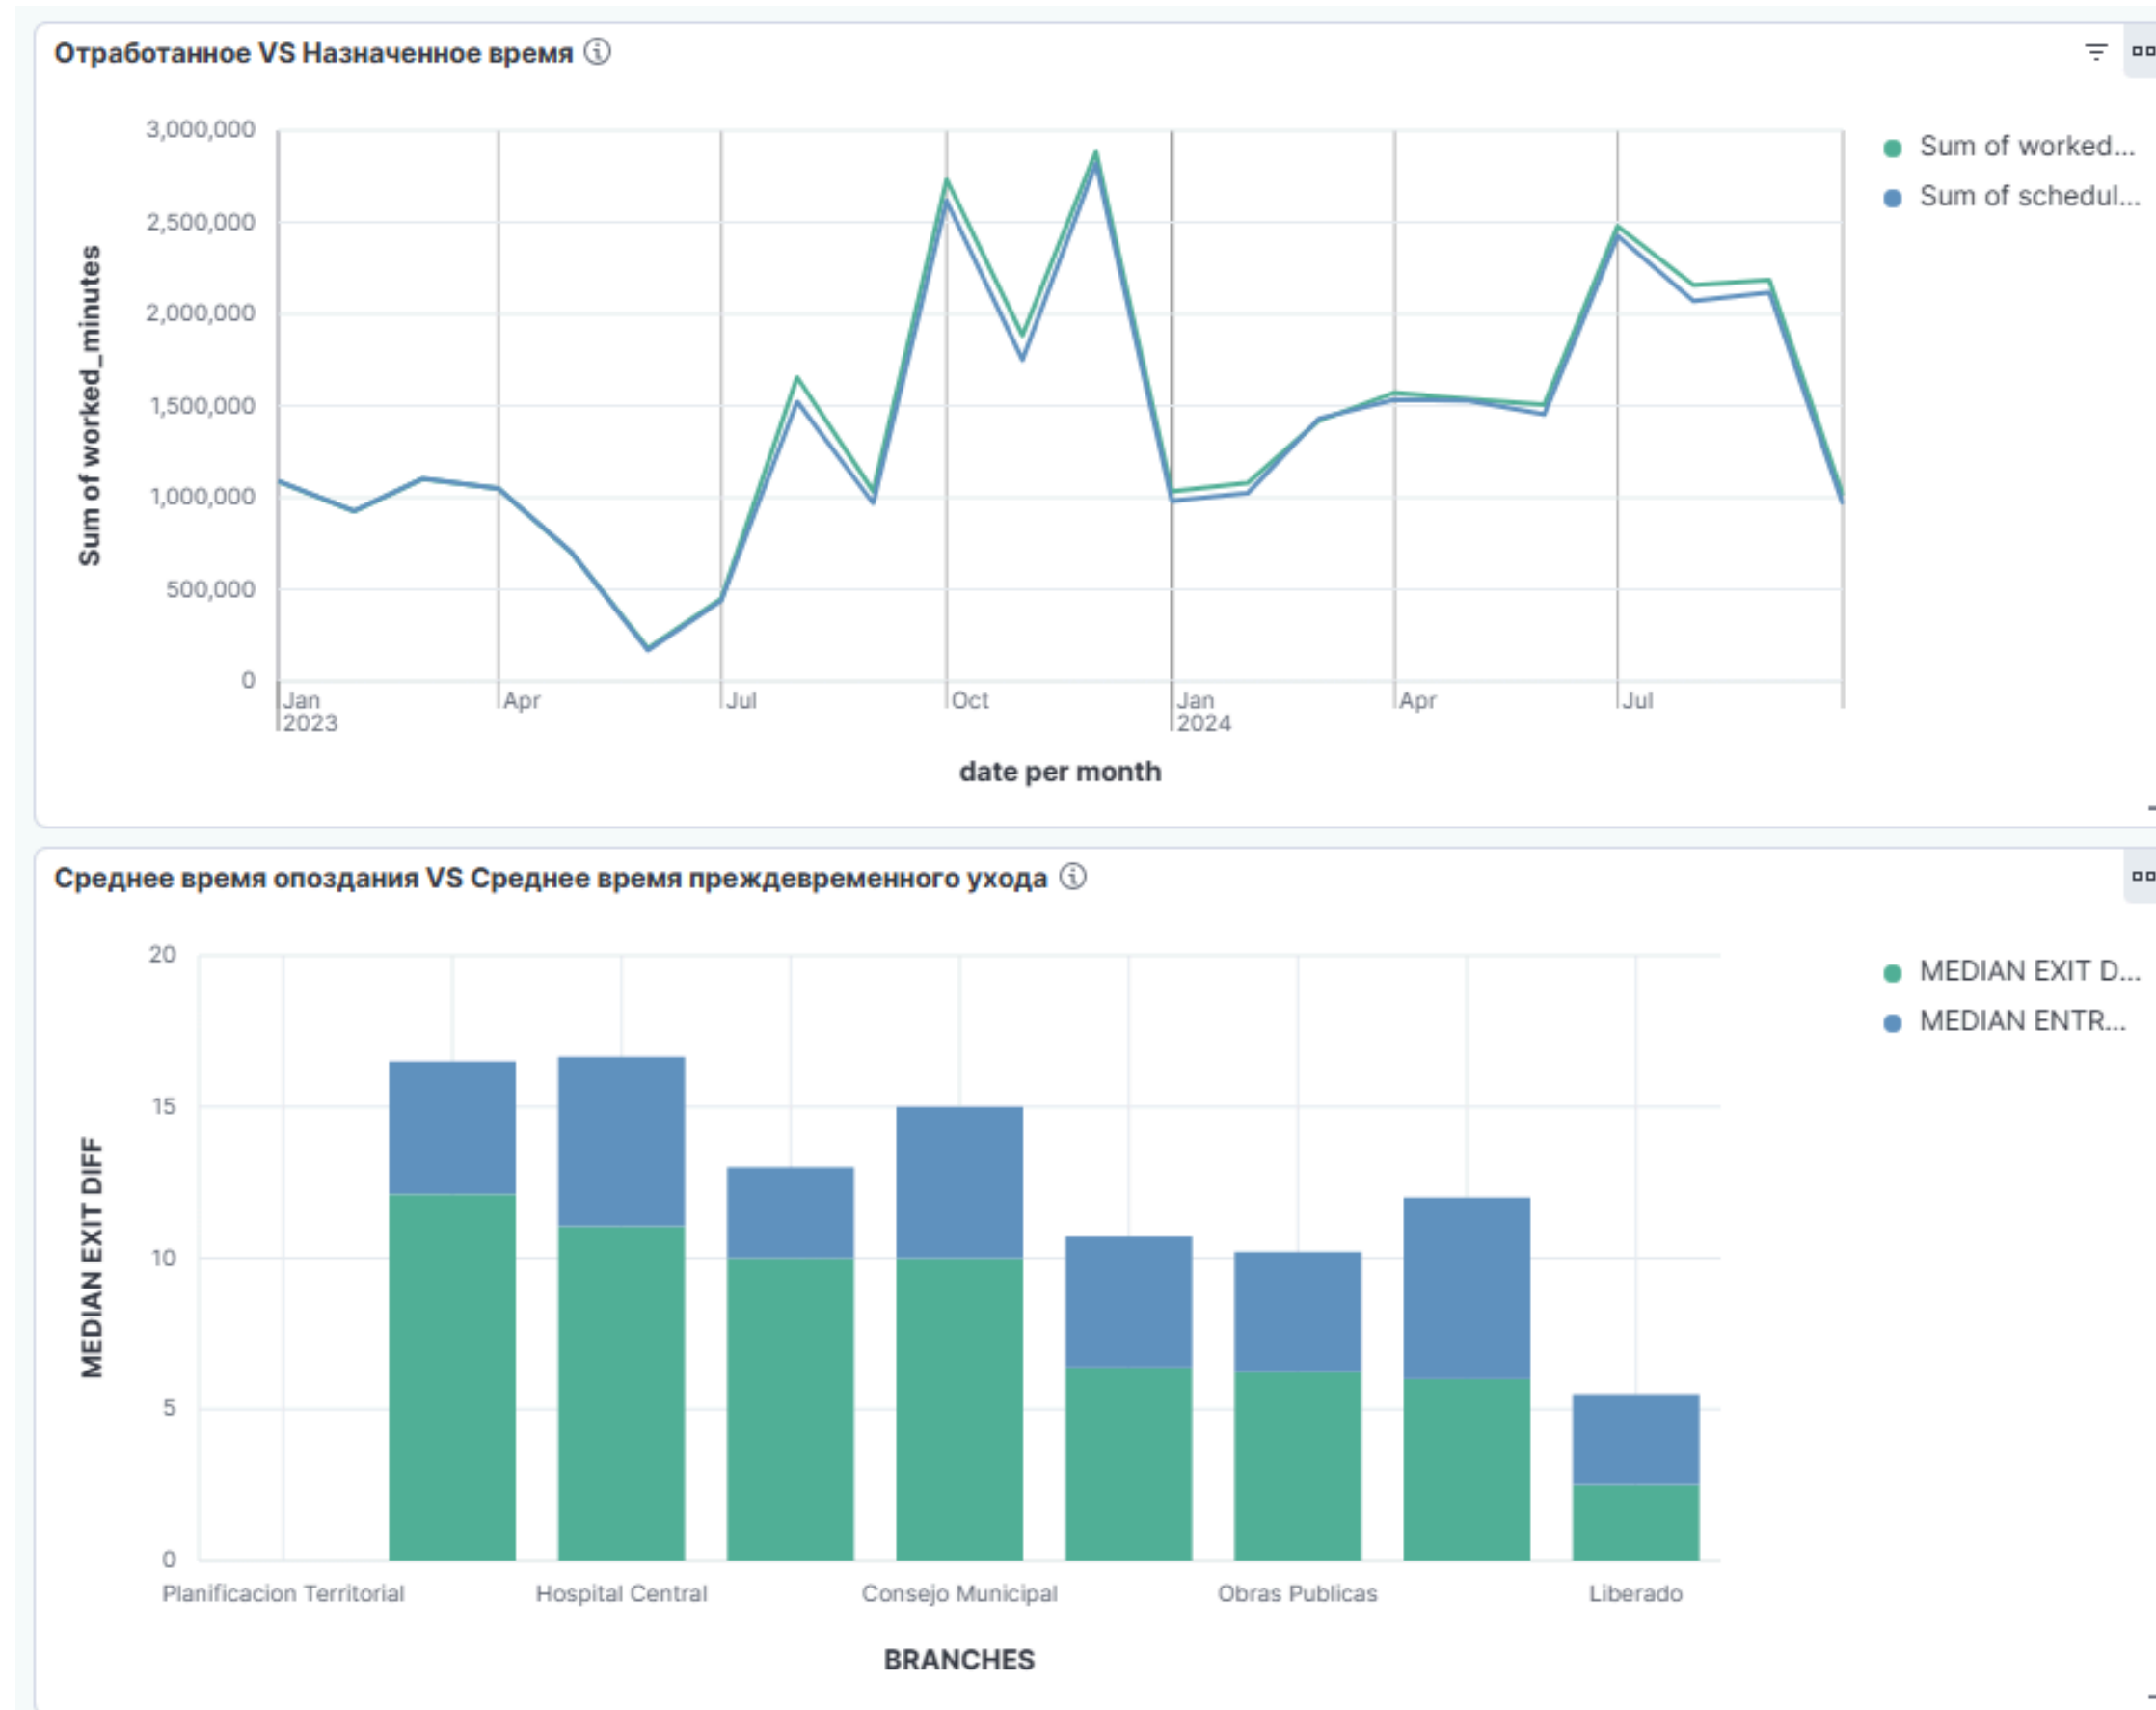 Отработанное VS Назначенное время
3,000,000
2,500,000
2,000,000
1,500,000
1,000,000
500,000
0
Sum of worked_minutes
Jan Apr Jul Oct Jan Apr Jul
2023 2024
date per month
Sum of worked...
Sum of schedul...
Среднее время опоздания VS Среднее время преждевременного ухода
20
15
10
5
0
MEDIAN EXIT DIFF
Planificacion Territorial Hospital Central Consejo Municipal Obras Publicas Liberado
BRANCHES
MEDIAN EXIT D...
MEDIAN ENTR...